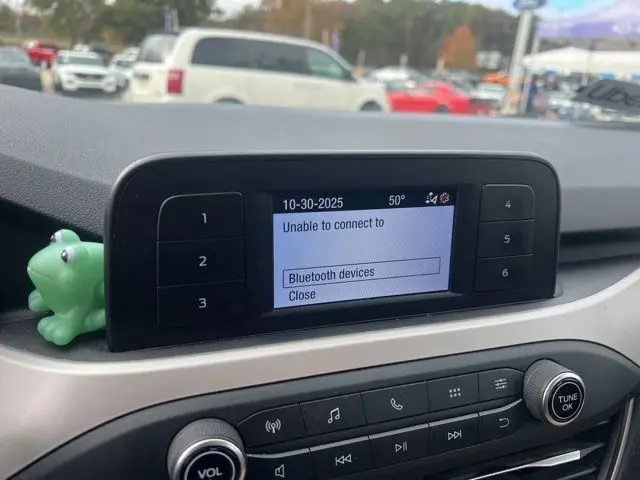 10-30-2025 50°
Unable to connect to
Bluetooth devices
Close
1
2
3
4
5
6
VOL
TUNE
OK